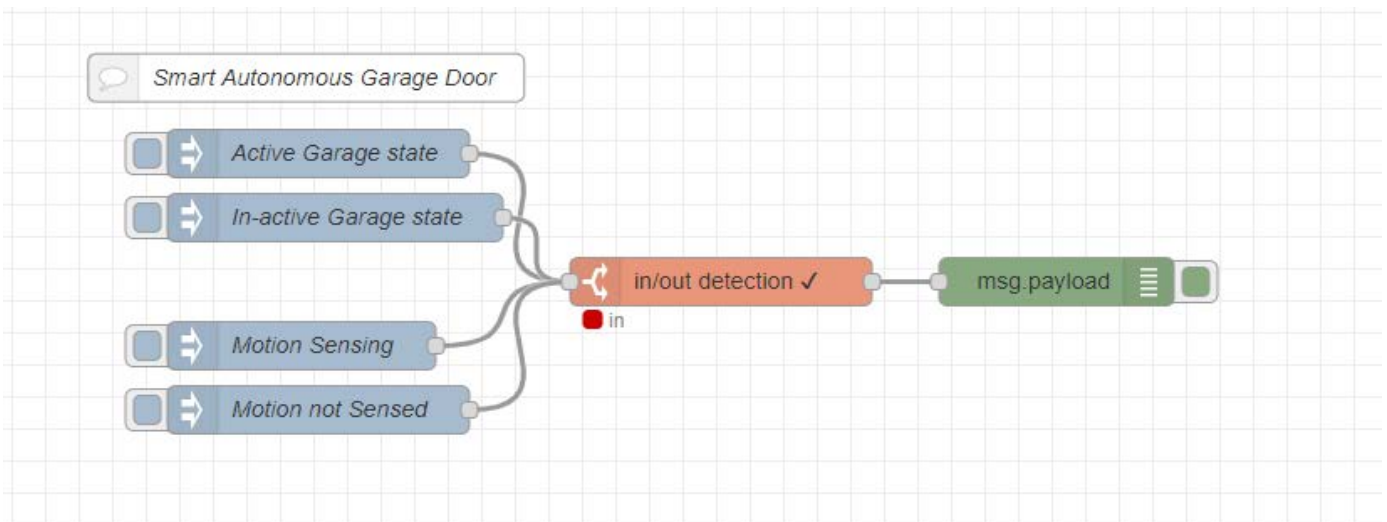 Smart Autonomous Garage Door
Active Garage state
In-active Garage state
in/out detection ✓
msg.payload
in
Motion Sensing
Motion not Sensed